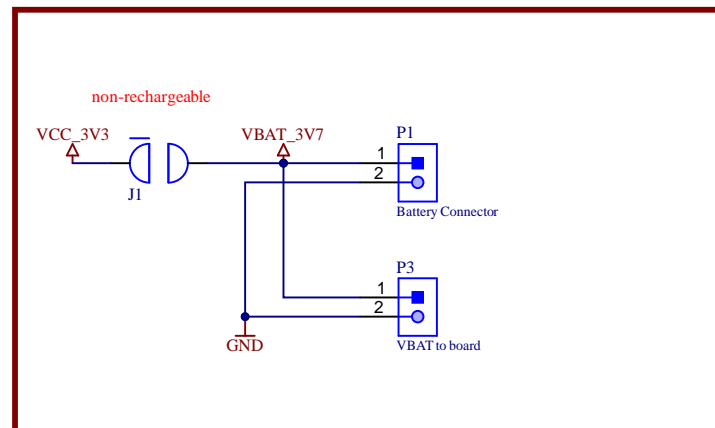 non-rechargeable
VCC_3V3
VBAT_3V7
P1
1
2
J1
Battery Connector
P3
1
2
GND
VBAT to board